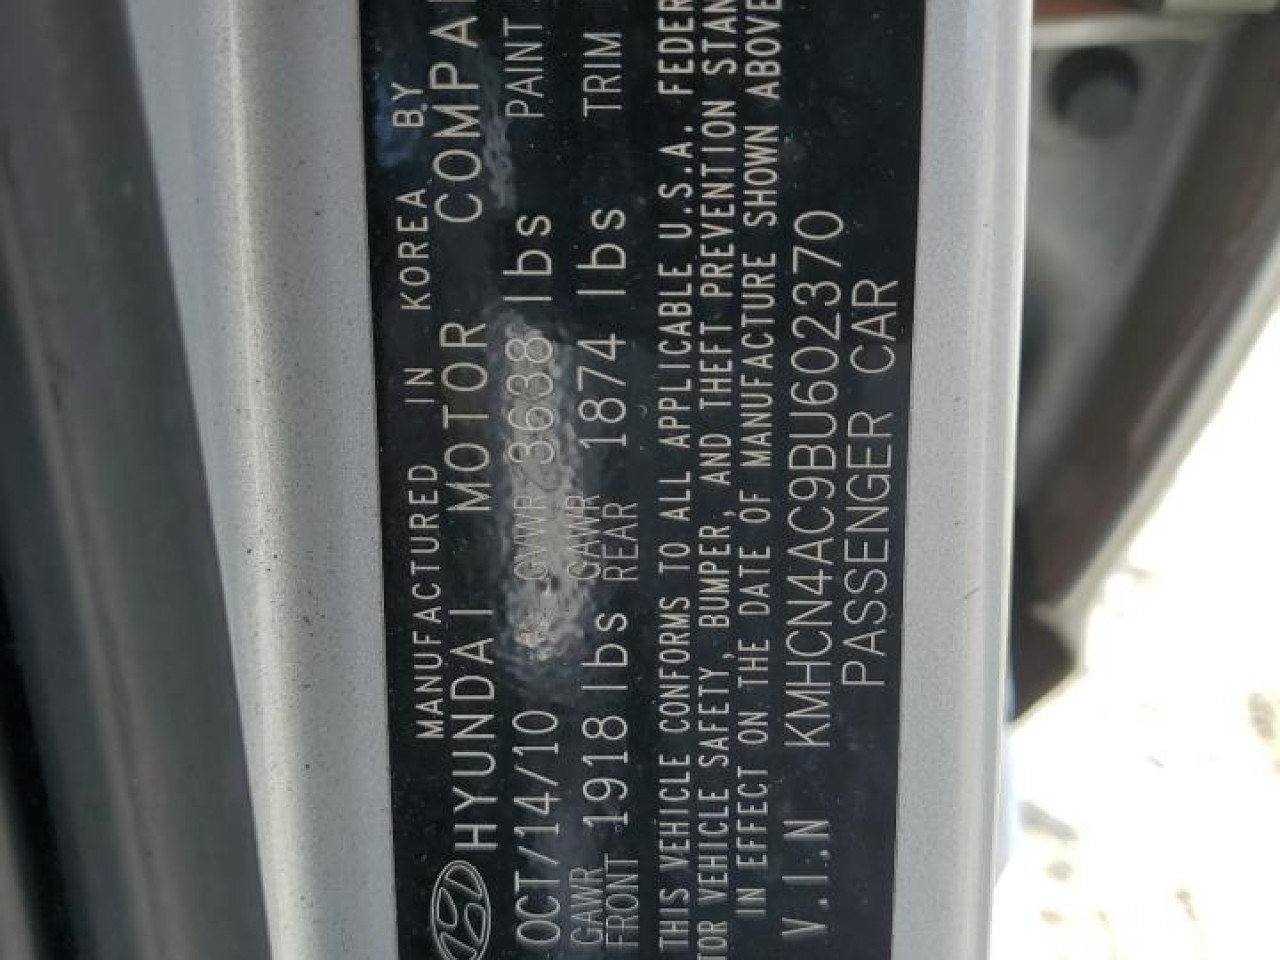 MANUFACTURED IN KOREA BY
HYUNDAI MOTOR COMPA
OCT/14/10 GVWR 3638 lbs PAINT
GAWR FRONT 1918 lbs GAWR REAR 1874 lbs TRIM
THIS VEHICLE CONFORMS TO ALL APPLICABLE U.S.A. FEDER
TOR VEHICLE SAFETY, BUMPER, AND THEFT PREVENTION STAN
IN EFFECT ON THE DATE OF MANUFACTURE SHOWN ABOVE
V.I.N KMHCN4AC9BU602370
PASSENGER CAR